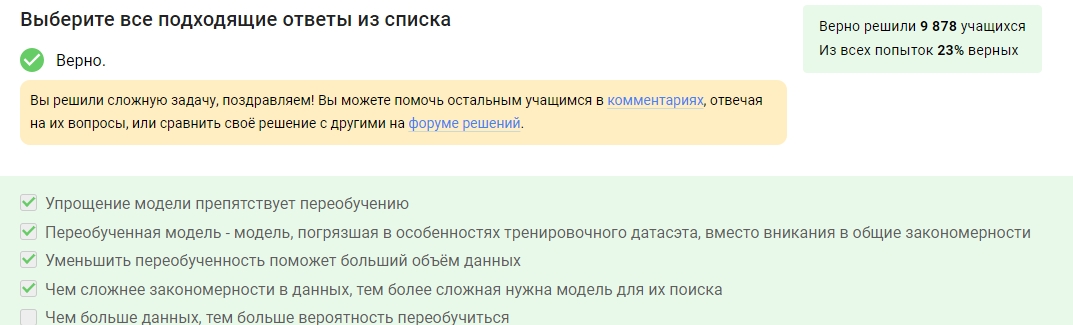 Выберите все подходящие ответы из списка
Верно решили 9 878 учащихся
Из всех попыток 23% верных
Верно.
Вы решили сложную задачу, поздравляем! Вы можете помочь остальным учащимся в комментариях, отвечая
на их вопросы, или сравнить своё решение с другими на форуме решений.
Упрощение модели препятствует переобучению
Переобученная модель - модель, погрязшая в особенностях тренировочного датасэта, вместо вникания в общие закономерности
Уменьшить переобученность поможет больший объём данных
Чем сложнее закономерности в данных, тем более сложная нужна модель для их поиска
Чем больше данных, тем больше вероятность переобучиться